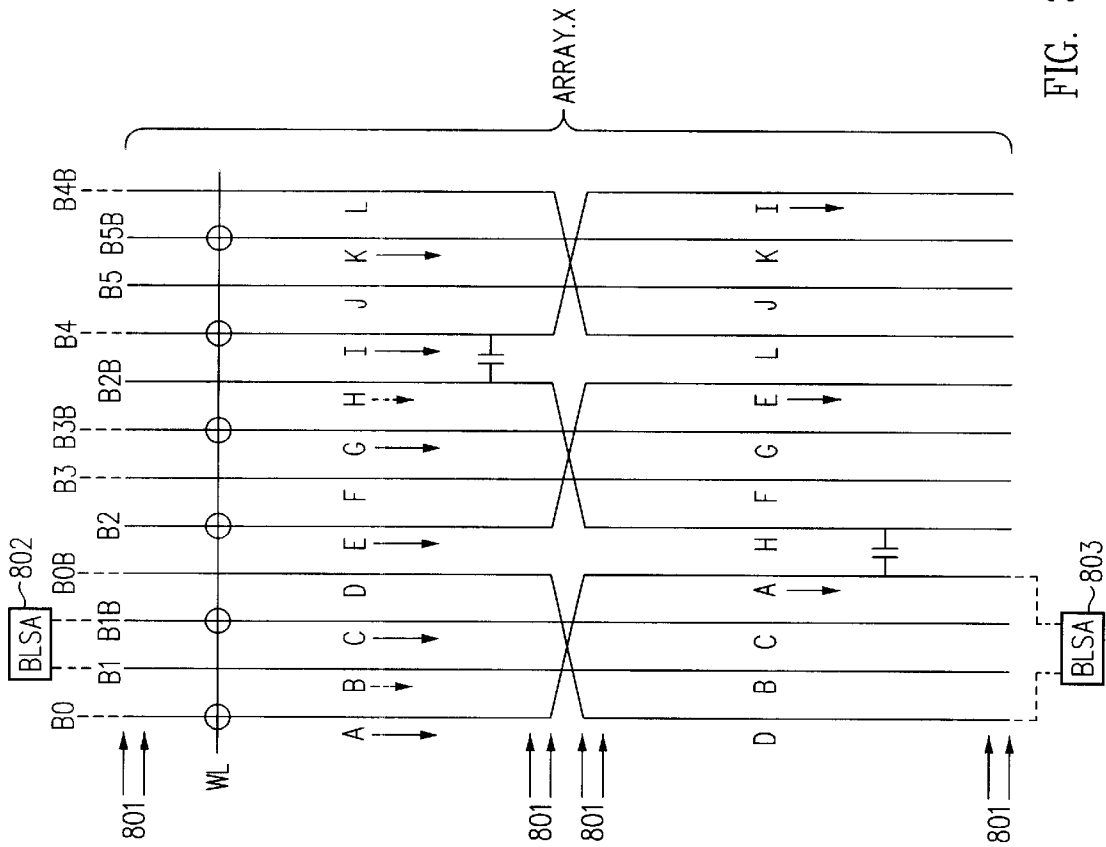 BLSA 802
B0 B1 B1B B0B B2 B3 B3B B2B B4 B5 B5B B4B
801
WL
A B C D E F G H I J K L
ARRAY.X
801
801
D B C A H F G E L J K I
801
BLSA 803
FIG.